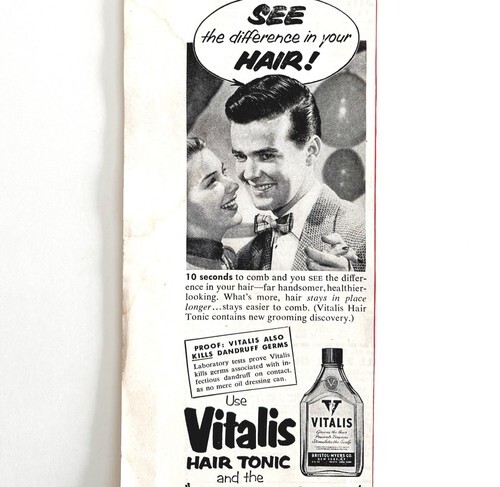 SEE
the difference in your
HAIR!
10 seconds to comb and you SEE the differ-
ence in your hair—far handsomer, healthier-
looking. What's more, hair stays in place
longer...stays easier to comb. (Vitalis Hair
Tonic contains new grooming discovery.)
PROOF: VITALIS ALSO
KILLS DANDRUFF GERMS
Laboratory tests prove Vitalis
kills germs associated with in-
fectious dandruff on contact,
as no mere oil dressing can.
Use
Vitalis
HAIR TONIC
and the
V
VITALIS
BRISTOL-MYERS CO.